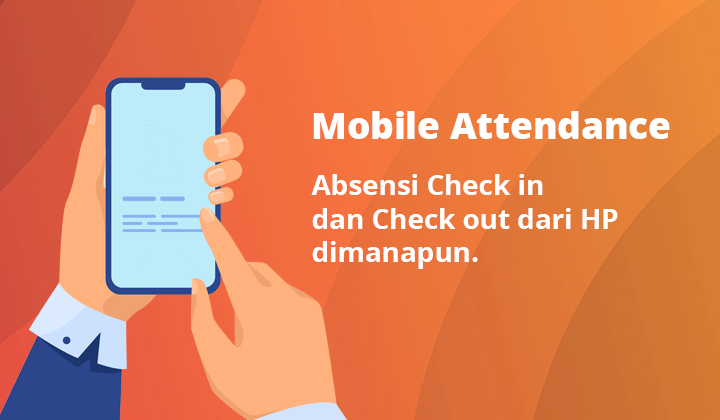 Mobile Attendance
Absensi Check in
dan Check out dari HP
dimanapun.